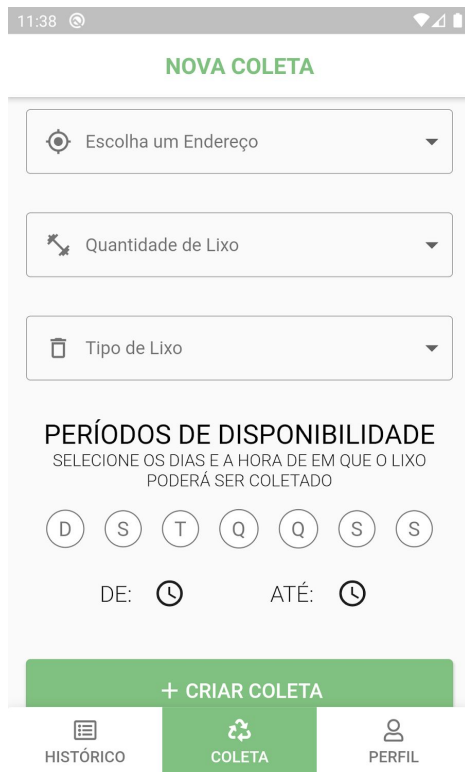 11:38
NOVA COLETA
Escolha um Endereço
Quantidade de Lixo
Tipo de Lixo
PERÍODOS DE DISPONIBILIDADE
SELECIONE OS DIAS E A HORA DE EM QUE O LIXO
PODERÁ SER COLETADO
D S T Q Q S S
DE: ATÉ:
+ CRIAR COLETA
HISTÓRICO COLETA PERFIL